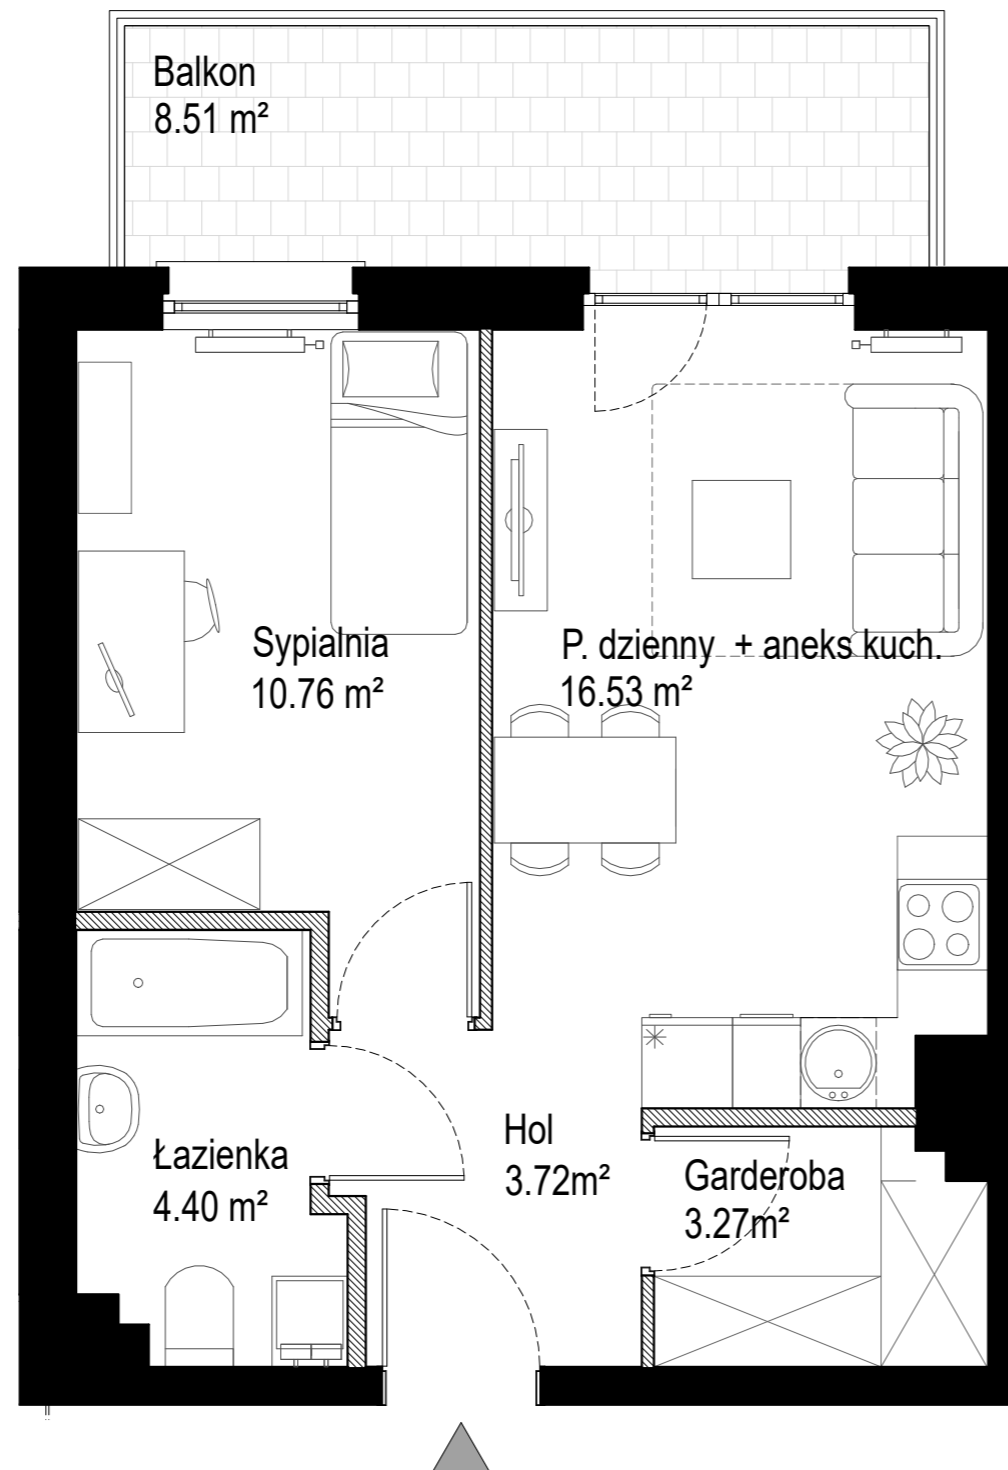 Balkon
8.51 m²
Sypialnia
10.76 m²
P. dzienny + aneks kuch.
16.53 m²
Hol
3.72m²
Łazienka
4.40 m²
Garderoba
3.27m²